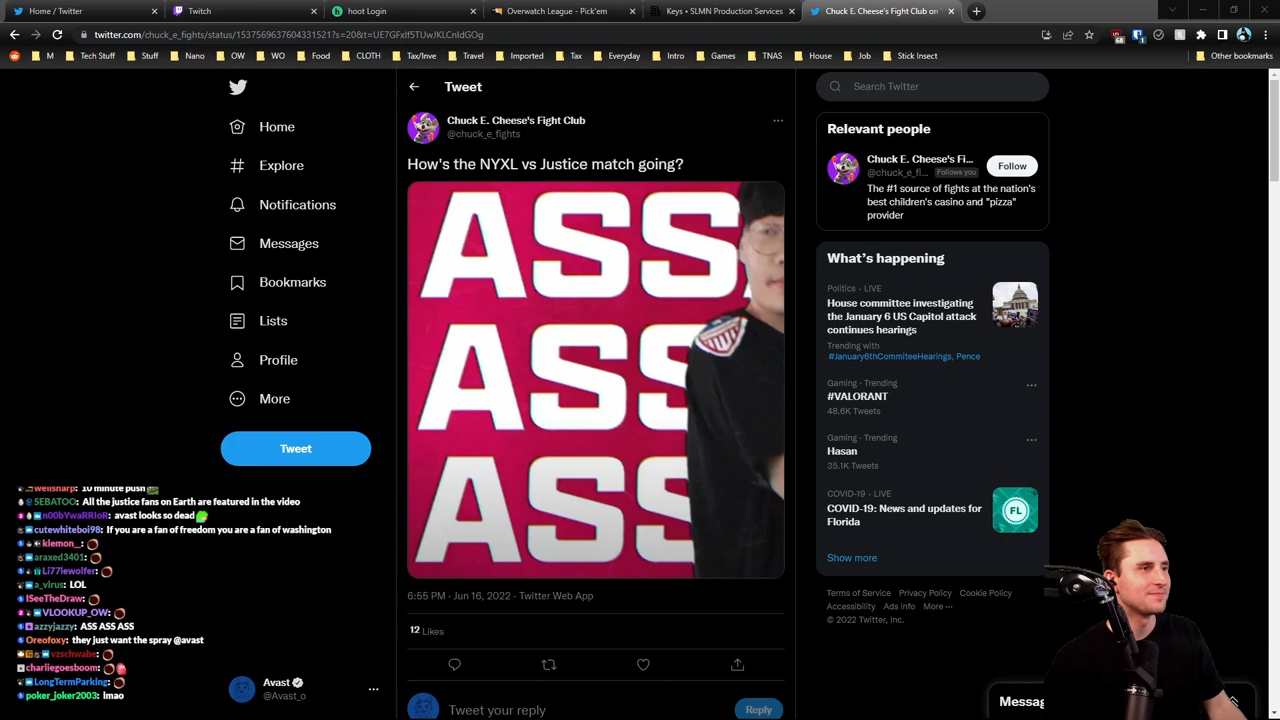 Home / Twitter
Twitch
hoot Login
Overwatch League - Pick'em
Keys • SLMN Production Services
Chuck E. Cheese's Fight Club on
twitter.com/chuck_e_fights/status/1537569637604331521?s=20&t=UE7GFxIf5TUwJKLCnIdGOg
M
Tech Stuff
Stuff
Nano
OW
WO
Food
CLOTH
Tax/Inve
Travel
Imported
Tax
Everyday
Intro
Games
TNAS
House
Job
Stick Insect
Other bookmarks
Home
Explore
Notifications
Messages
Bookmarks
Lists
Profile
More
Tweet
Avast
@Avast_o
Tweet
Chuck E. Cheese's Fight Club
@chuck_e_fights
How's the NYXL vs Justice match going?
ASS
ASS
ASS
6:55 PM · Jun 16, 2022 · Twitter Web App
12 Likes
Tweet your reply
Reply
Search Twitter
Relevant people
Chuck E. Cheese's Fi...
@chuck_e_fi... Follows you
Follow
The #1 source of fights at the nation's
best children's casino and "pizza"
provider
What's happening
Politics · LIVE
House committee investigating
the January 6 US Capitol attack
continues hearings
Trending with
#January6thCommiteeHearings, Pence
Gaming · Trending
#VALORANT
48.6K Tweets
Gaming · Trending
Hasan
35.1K Tweets
COVID-19 · LIVE
COVID-19: News and updates for
Florida
FL
Show more
Terms of Service Privacy Policy Cookie Policy
Accessibility Ads info More ···
© 2022 Twitter, Inc.
Messag
wellsharp: 10 minute push
SEBATOO: All the justice fans on Earth are featured in the video
n00bYwaRRIoR: avast looks so dead
cutewhiteboi98: If you are a fan of freedom you are a fan of washington
klemon_:
araxed3401:
Li77lewolfer:
a_v1rus: LOL
ISeeTheDraw:
VLOOKUP_OW:
azzyjazzy: ASS ASS ASS
Oreofoxy: they just want the spray @avast
vzschwabe:
charliegoesboom:
LongTermParking:
poker_joker2003: lmao